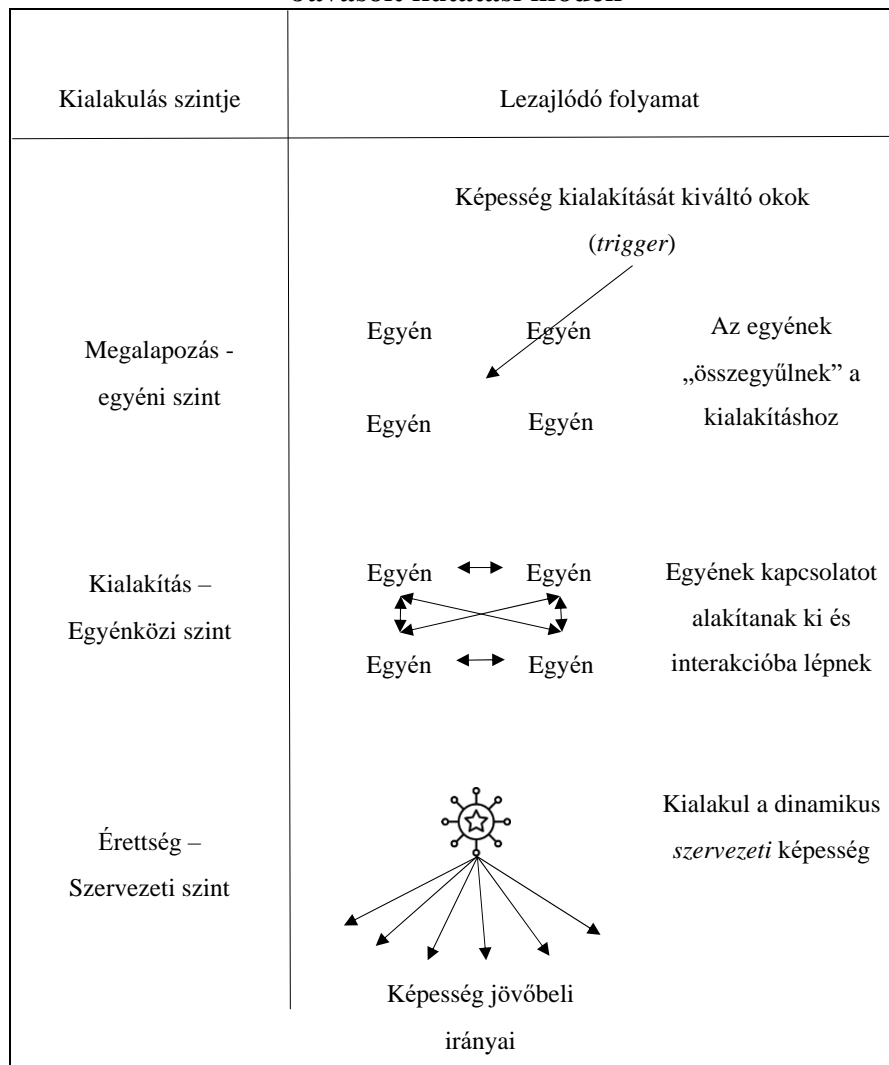 Kialakulás szintje
Lezajlódó folyamat
Képesség kialakítását kiváltó okok
(trigger)
Megalapozás -
egyéni szint
Egyén Egyén
Egyén Egyén
Az egyének
„összegyűlnek” a
kialakításhoz
Kialakítás –
Egyénközi szint
Egyén Egyén
Egyén Egyén
Egyének kapcsolatot
alakítanak ki és
interakcióba lépnek
Érettség –
Szervezeti szint
Kialakul a dinamikus
szervezeti képesség
Képesség jövőbeli
irányai